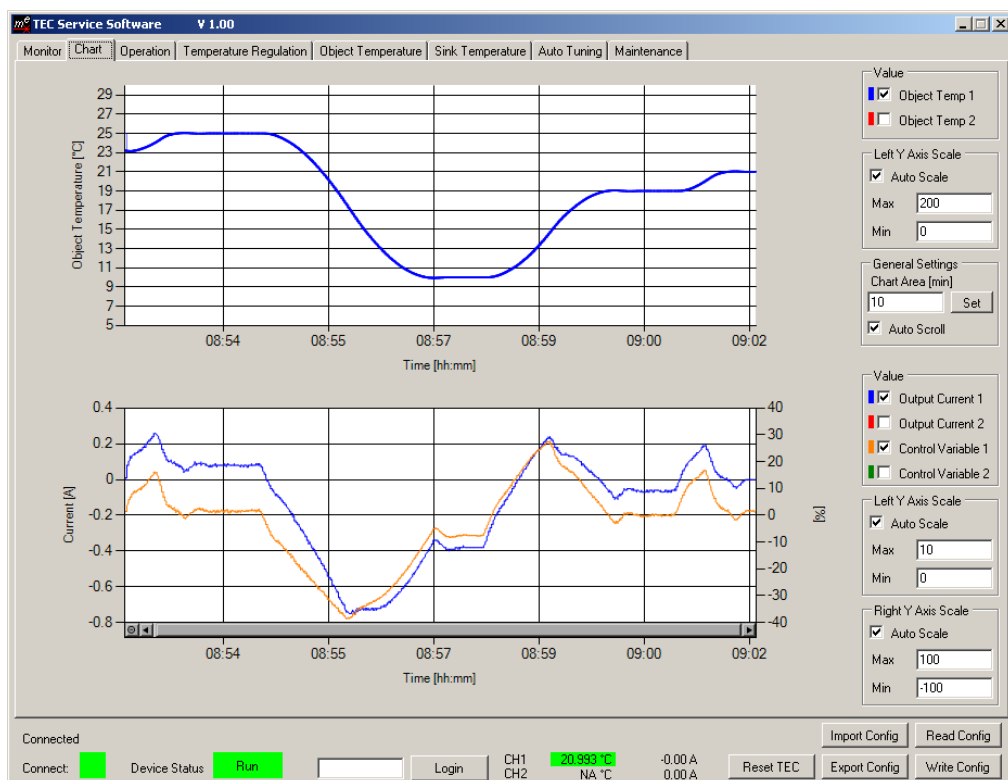 me TEC Service Software V 1.00
Monitor Chart Operation Temperature Regulation Object Temperature Sink Temperature Auto Tuning Maintenance
Object Temperature [°C]
29
27
25
23
21
19
17
15
13
11
9
7
5
08:54 08:55 08:57 08:59 09:00 09:02
Time [hh:mm]
Value
Object Temp 1
Object Temp 2
Left Y Axis Scale
Auto Scale
Max 200
Min 0
General Settings
Chart Area [min]
10 Set
Auto Scroll
Current [A]
0.4
0.2
0
-0.2
-0.4
-0.6
-0.8
40
30
20
10
0
-10
-20
-30
-40
[%]
08:54 08:55 08:57 08:59 09:00 09:02
Time [hh:mm]
Value
Output Current 1
Output Current 2
Control Variable 1
Control Variable 2
Left Y Axis Scale
Auto Scale
Max 10
Min 0
Right Y Axis Scale
Auto Scale
Max 100
Min -100
Connected
Import Config Read Config
Connect: Device Status Run Login
CH1 20.993 °C -0.00 A
CH2 NA °C 0.00 A
Reset TEC Export Config Write Config